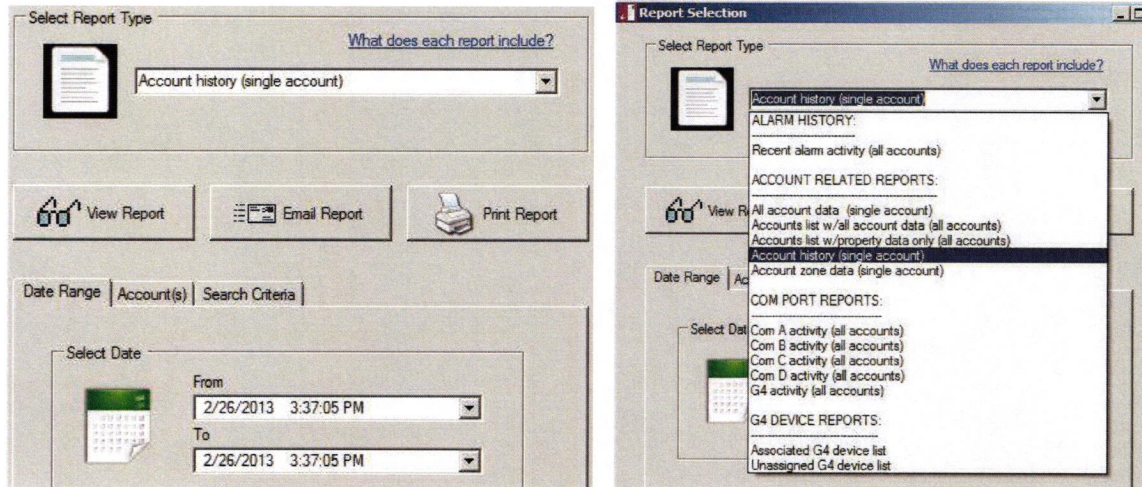 Select Report Type
What does each report include?
Account history (single account)
View Report
Email Report
Print Report
Date Range
Account(s)
Search Criteria
Select Date
From
2/26/2013 3:37:05 PM
To
2/26/2013 3:37:05 PM
Report Selection
Select Report Type
What does each report include?
Account history (single account)
ALARM HISTORY:
Recent alarm activity (all accounts)
ACCOUNT RELATED REPORTS:
View R
All account data (single account)
Accounts list w/all account data (all accounts)
Accounts list w/property data only (all accounts)
Account history (single account)
Account zone data (single account)
Date Range
Ac
COM PORT REPORTS:
Select Dat
Com A activity (all accounts)
Com B activity (all accounts)
Com C activity (all accounts)
Com D activity (all accounts)
G4 activity (all accounts)
G4 DEVICE REPORTS:
Associated G4 device list
Unassigned G4 device list